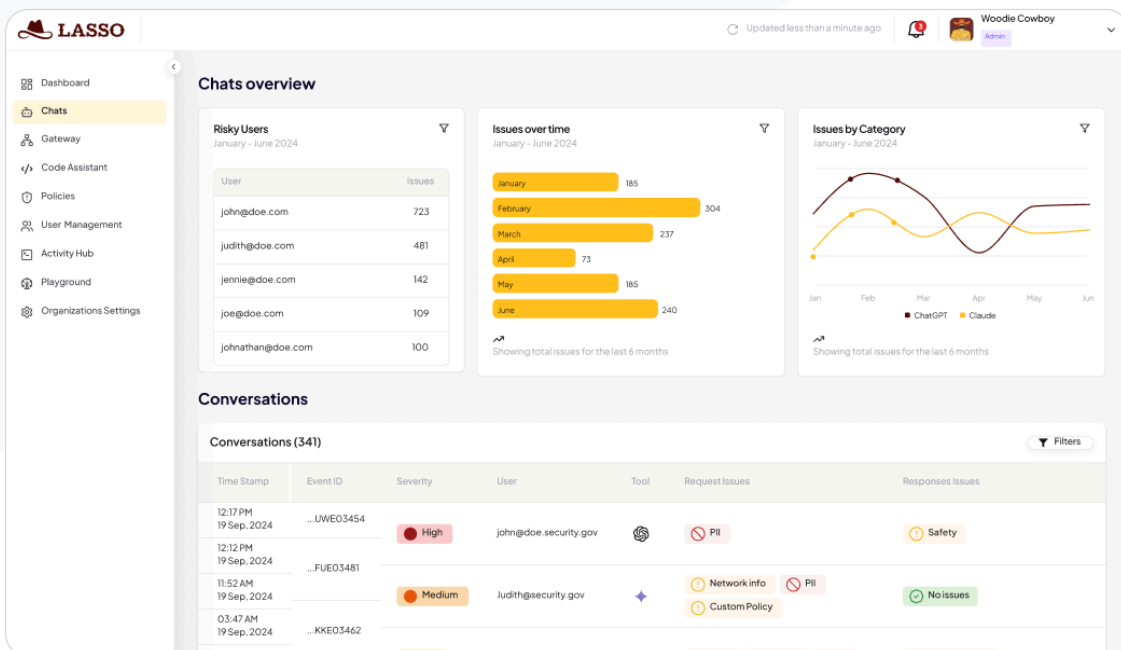 LASSO
Updated less than a minute ago
3
Woodie Cowboy
Admin
Dashboard
Chats
Gateway
Code Assistant
Policies
User Management
Activity Hub
Playground
Organizations Settings
Chats overview
Risky Users
January - June 2024
User Issues
john@doe.com 723
judith@doe.com 481
jennie@doe.com 142
joe@doe.com 109
johnathan@doe.com 100
Issues over time
January - June 2024
January 185
February 304
March 237
April 73
May 185
June 240
Showing total issues for the last 6 months
Issues by Category
January - June 2024
Jan Feb Mar Apr May Jun
ChatGPT Claude
Showing total issues for the last 6 months
Conversations
Conversations (341)
Filters
Time Stamp Event ID Severity User Tool Request Issues Responses Issues
12:17 PM
19 Sep, 2024
...UWE03454
High
john@doe.security.gov
PII
Safety
12:12 PM
19 Sep, 2024
...FUE03481
11:52 AM
19 Sep, 2024
Medium
Judith@security.gov
Network info PII
Custom Policy
No issues
03:47 AM
19 Sep, 2024
...KKE03462